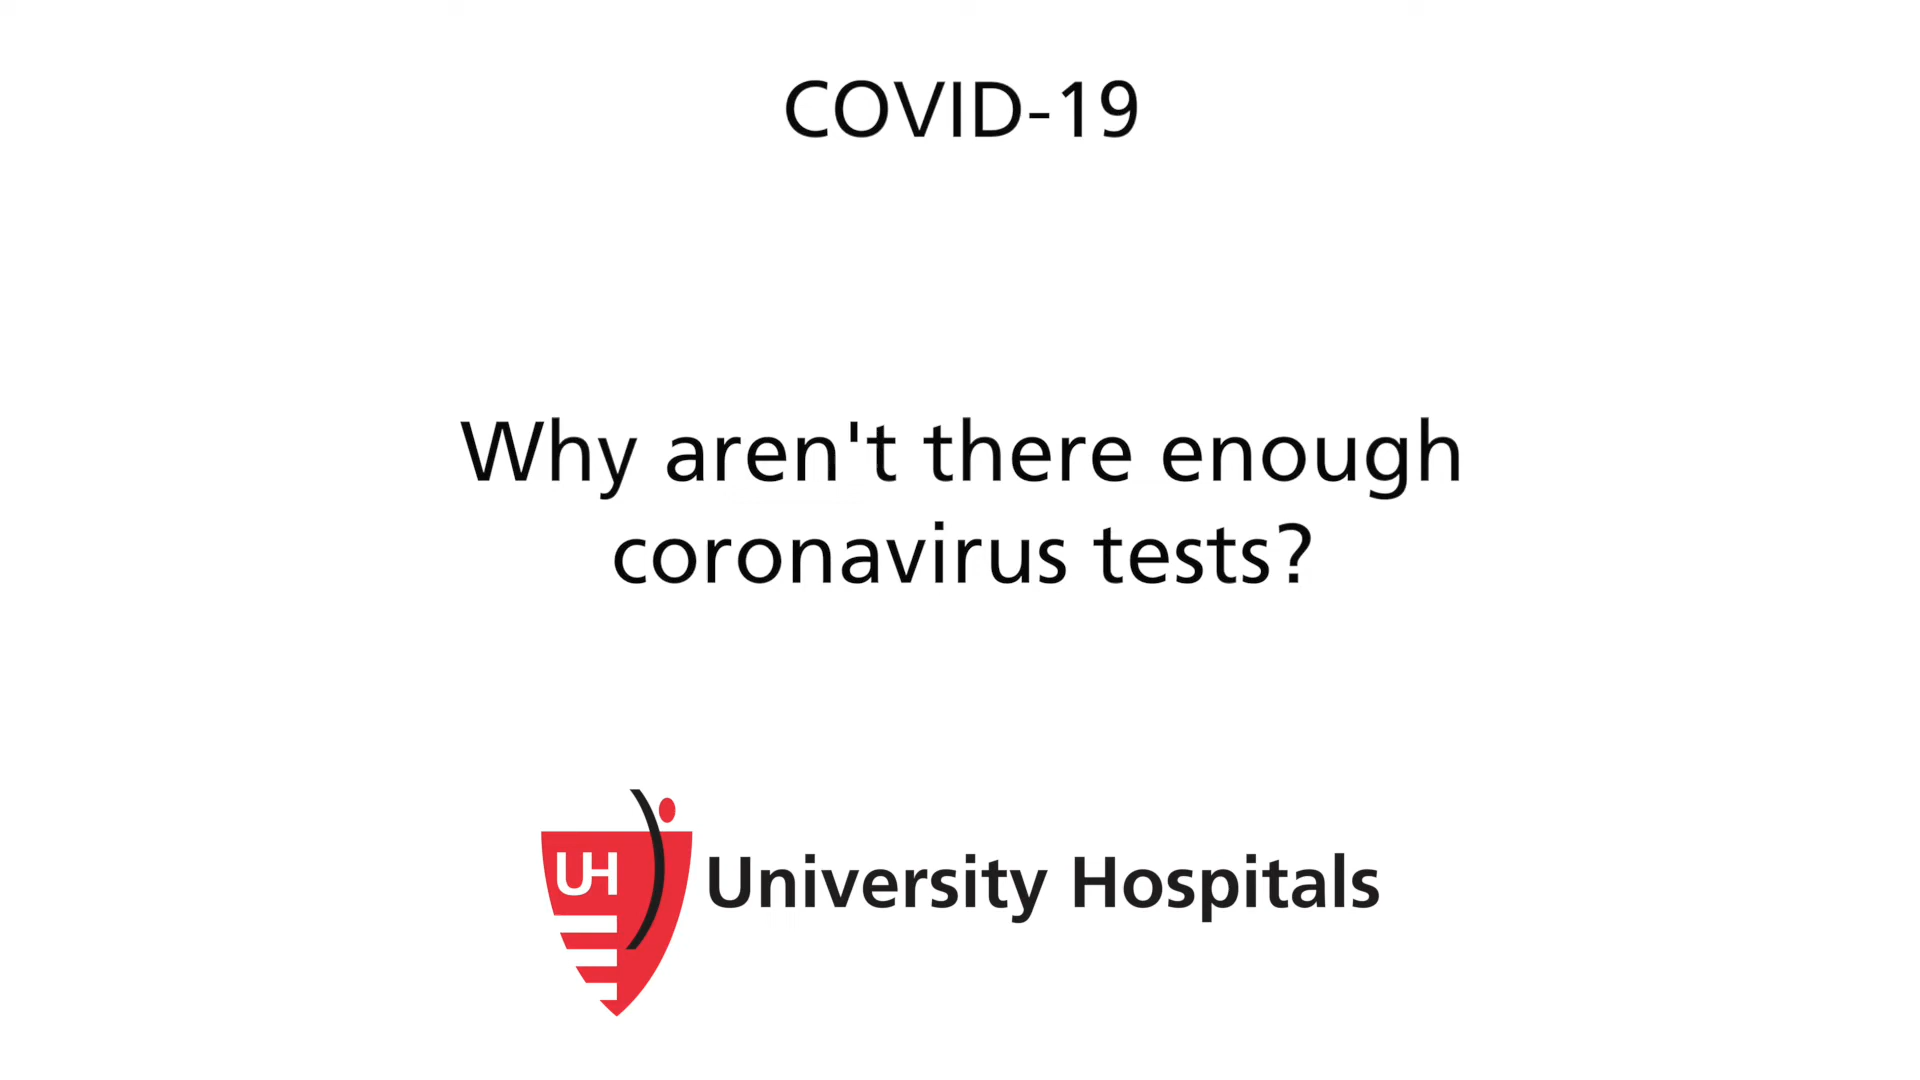 COVID-19
Why aren't there enough
coronavirus tests?
UH
University Hospitals